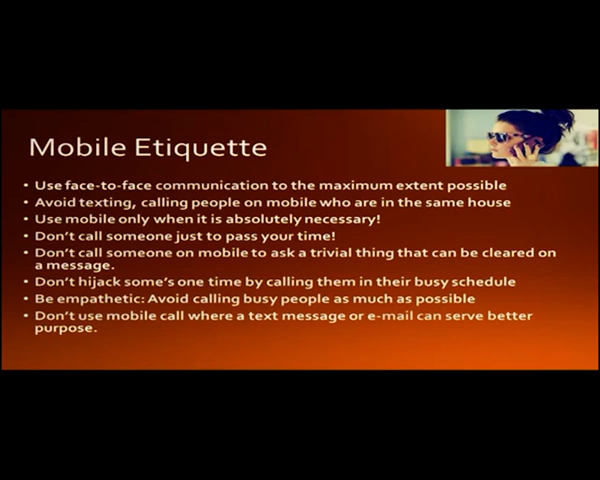 Mobile Etiquette
• Use face-to-face communication to the maximum extent possible
• Avoid texting, calling people on mobile who are in the same house
• Use mobile only when it is absolutely necessary!
• Don't call someone just to pass your time!
• Don't call someone on mobile to ask a trivial thing that can be cleared on
a message.
• Don't hijack some's one time by calling them in their busy schedule
• Be empathetic: Avoid calling busy people as much as possible
• Don't use mobile call where a text message or e-mail can serve better
purpose.